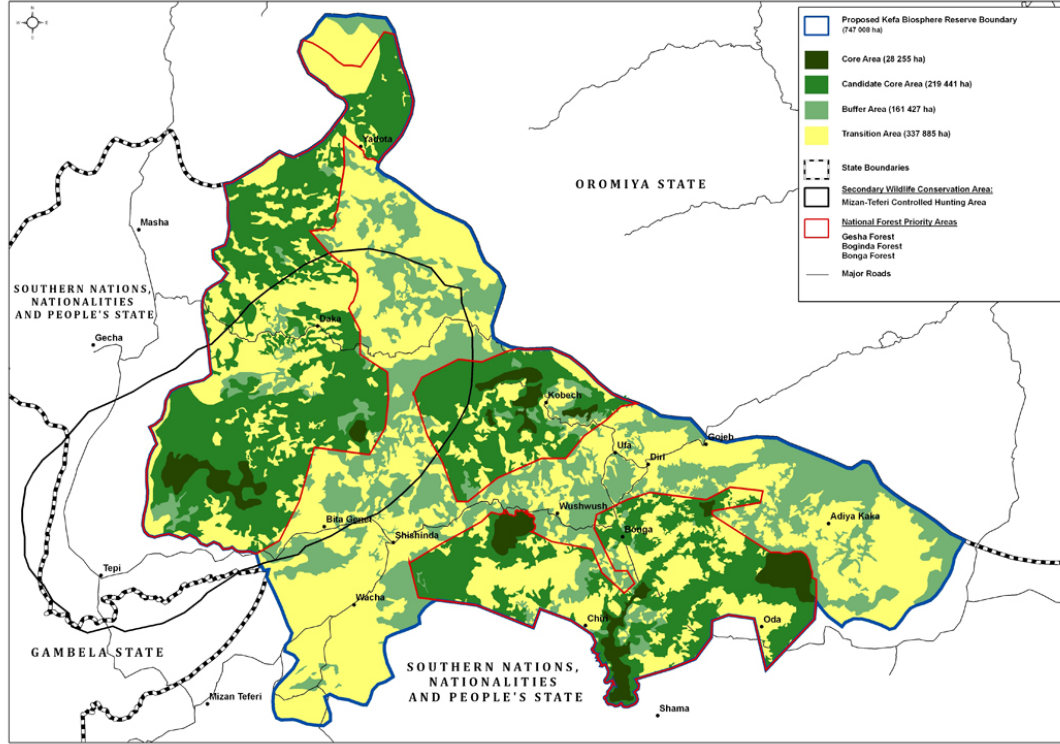 N
W
E
S
Proposed Kefa Biosphere Reserve Boundary
(747 008 ha)
Core Area (28 255 ha)
Candidate Core Area (219 441 ha)
Buffer Area (161 427 ha)
Transition Area (337 885 ha)
State Boundaries
Secondary Wildlife Conservation Area:
Mizan-Teferi Controlled Hunting Area
National Forest Priority Areas
Gesha Forest
Boginda Forest
Bonga Forest
Major Roads
Yadota
OROMIYA STATE
Masha
SOUTHERN NATIONS,
NATIONALITIES
AND PEOPLE'S STATE
Daka
Gecha
Kobech
Gojeb
Ufa
Diri
Wushwush
Adiya Kaka
Bita Genet
Bonga
Shishinda
Tepi
Wacha
Chiri
Oda
GAMBELA STATE
SOUTHERN NATIONS,
NATIONALITIES
AND PEOPLE'S STATE
Mizan Teferi
Shama